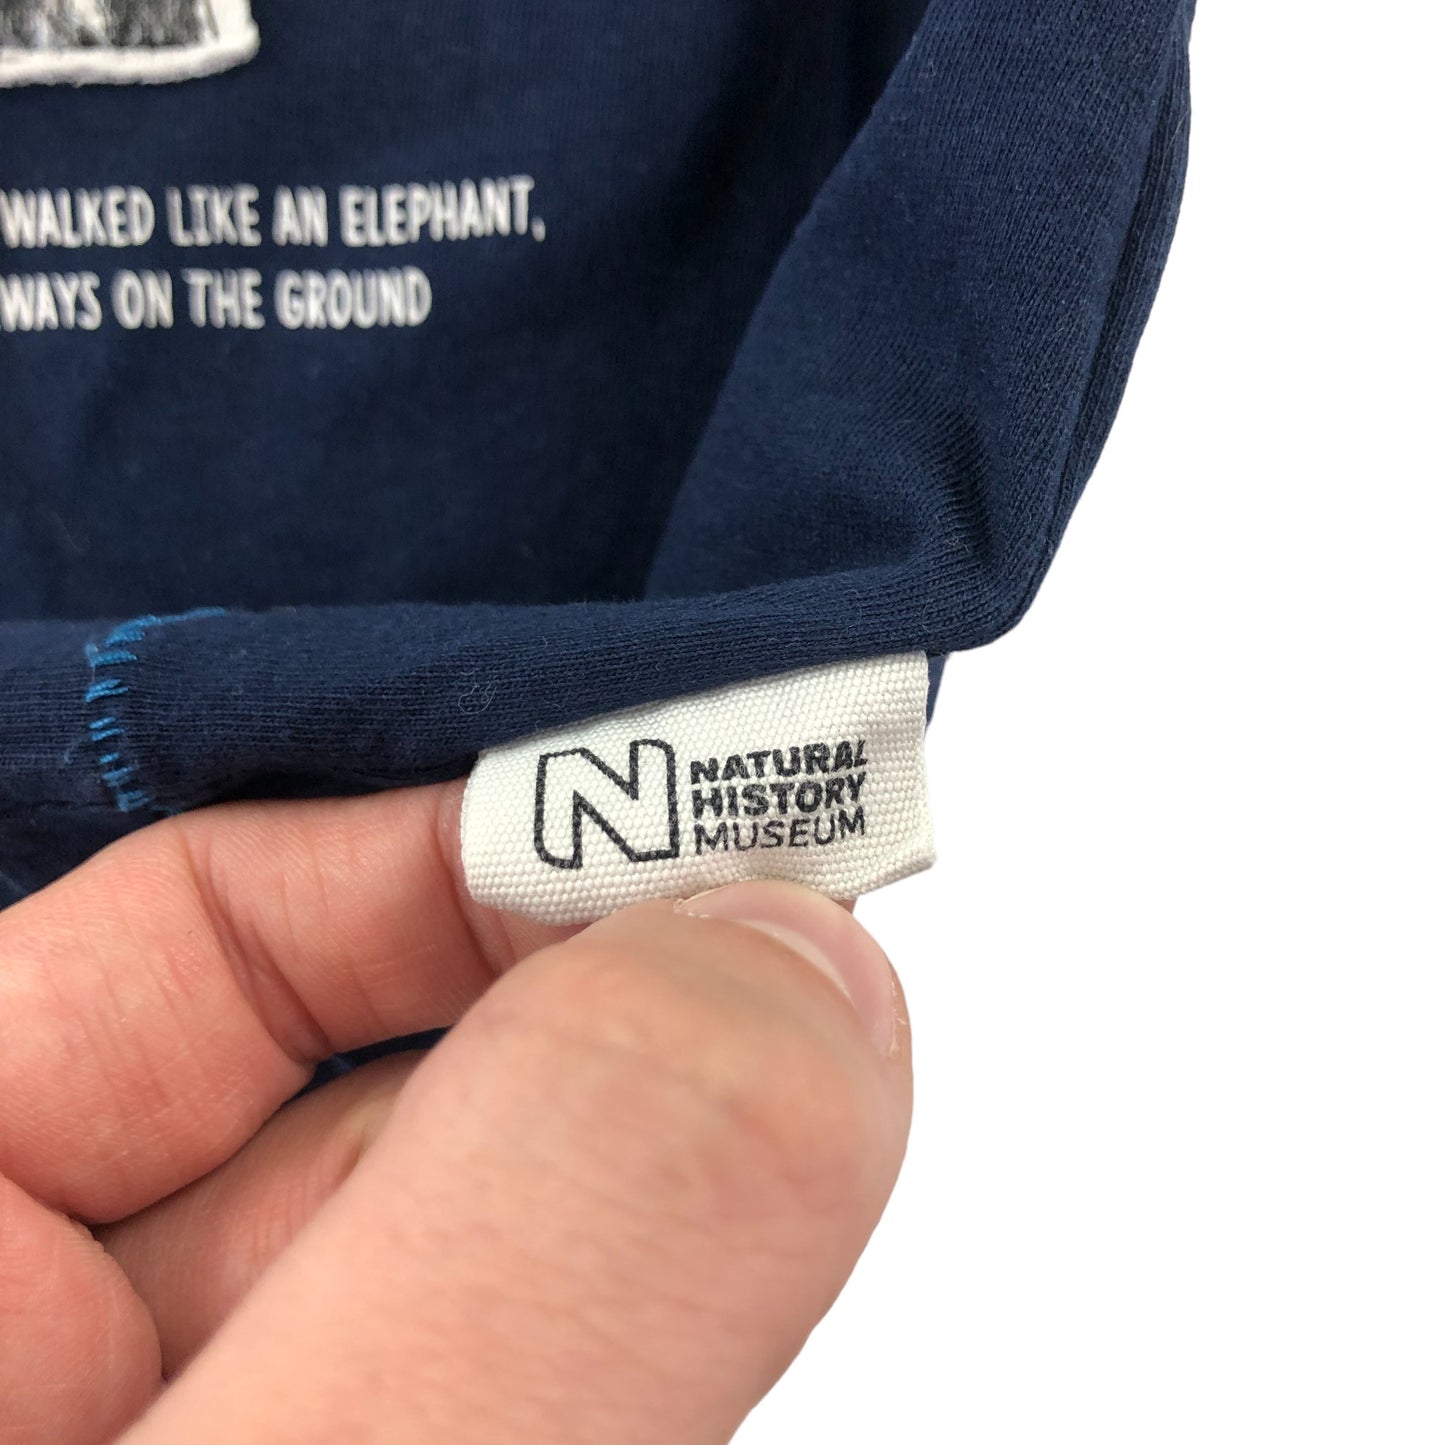 WALKED LIKE AN ELEPHANT,
WAYS ON THE GROUND
N NATURAL
HISTORY
MUSEUM